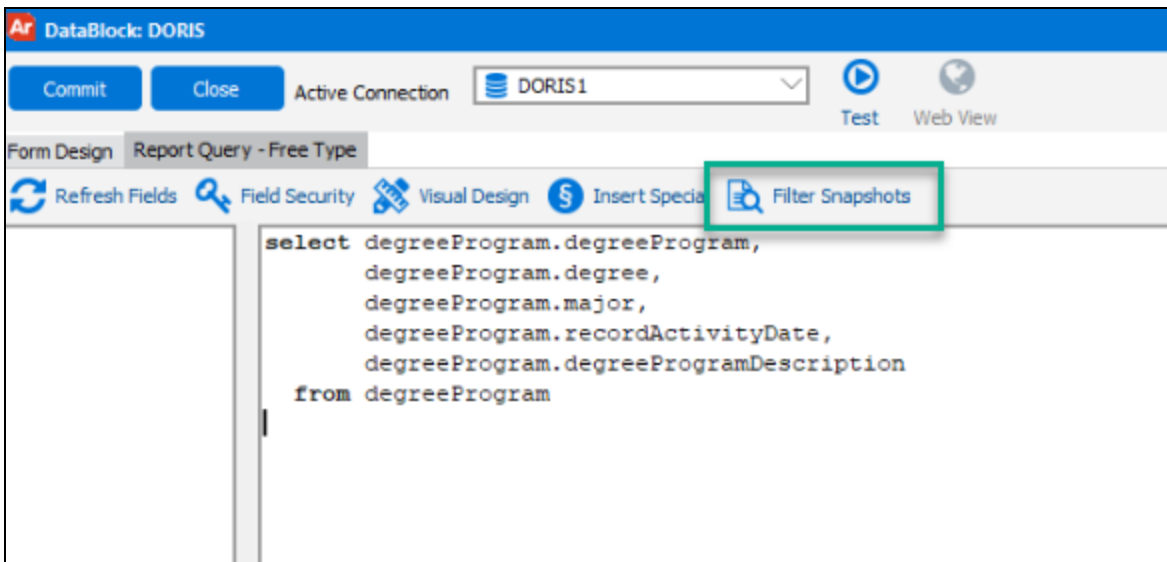 Ar DataBlock: DORIS
Commit Close Active Connection DORIS1 Test Web View
Form Design Report Query - Free Type
Refresh Fields Field Security Visual Design § Insert Specia Filter Snapshots
select degreeProgram.degreeProgram,
degreeProgram.degree,
degreeProgram.major,
degreeProgram.recordActivityDate,
degreeProgram.degreeProgramDescription
from degreeProgram